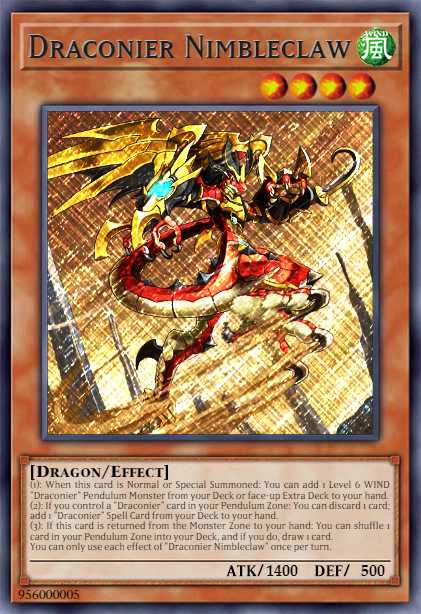 Draconier Nimbleclaw
WIND
風
[Dragon/Effect]
(1): When this card is Normal or Special Summoned: You can add 1 Level 6 WIND
"Draconier" Pendulum Monster from your Deck or face-up Extra Deck to your hand.
(2): If you control a "Draconier" card in your Pendulum Zone: You can discard 1 card;
add 1 "Draconier" Spell Card from your Deck to your hand.
(3): If this card is returned from the Monster Zone to your hand: You can shuffle 1
card in your Pendulum Zone into your Deck, and if you do, draw 1 card.
You can only use each effect of "Draconier Nimbleclaw" once per turn.
ATK/1400 DEF/ 500
956000005